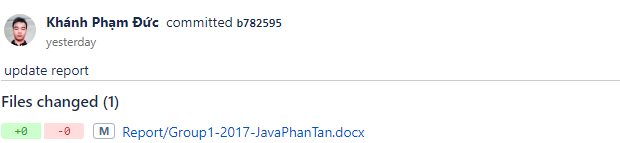 Khánh Phạm Đức committed b782595
yesterday
update report
Files changed (1)
+0 -0 M Report/Group1-2017-JavaPhanTan.docx